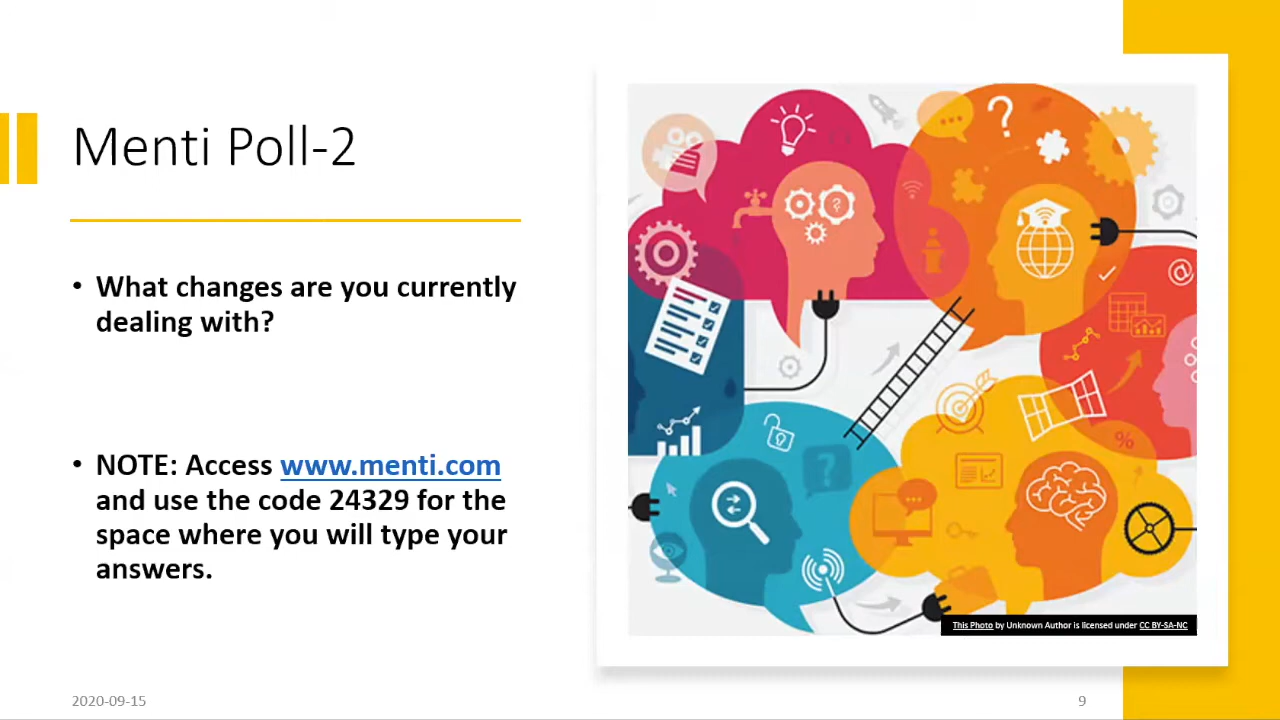 Menti Poll-2
• What changes are you currently
dealing with?
• NOTE: Access www.menti.com
and use the code 24329 for the
space where you will type your
answers.
?
?
@
%
?
This Photo by Unknown Author is licensed under CC BY-SA-NC
2020-09-15
9